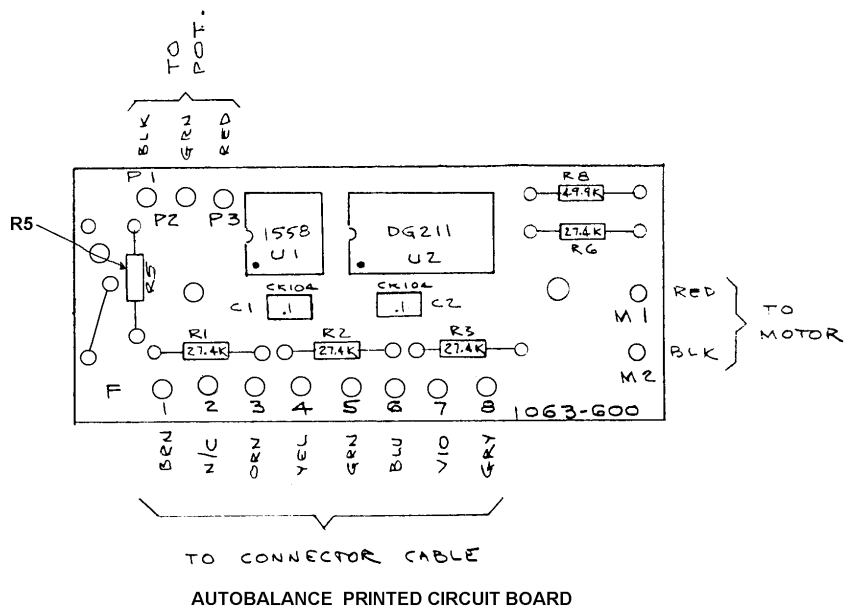 TO
POT.
BLK
GRN
RED
P1
P2
P3
R5
R5
1558
U1
DG211
U2
R8
49.9K
27.4K
R6
CK104
.1
C1
CK104
.1
C2
M1
RED
M2
BLK
TO
MOTOR
R1
27.4K
R2
27.4K
R3
27.4K
F
1 2 3 4 5 6 7 8
1063-600
BRN
N/C
ORN
YEL
GRN
BLU
VIO
GRY
TO CONNECTOR CABLE
AUTOBALANCE PRINTED CIRCUIT BOARD